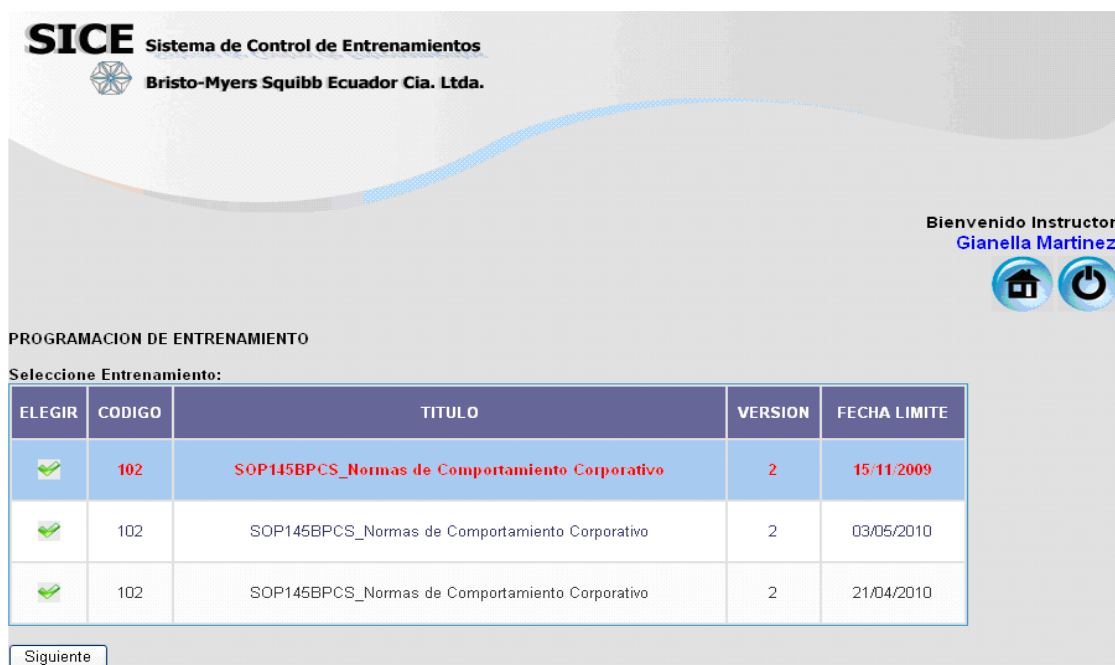 SICE Sistema de Control de Entrenamientos
Bristo-Myers Squibb Ecuador Cia. Ltda.
Bienvenido Instructor
Gianella Martinez
PROGRAMACION DE ENTRENAMIENTO
Seleccione Entrenamiento:
ELEGIR CODIGO TITULO VERSION FECHA LIMITE
102 SOP145BPCS_Normas de Comportamiento Corporativo 2 15/11/2009
102 SOP145BPCS_Normas de Comportamiento Corporativo 2 03/05/2010
102 SOP145BPCS_Normas de Comportamiento Corporativo 2 21/04/2010
Siguiente